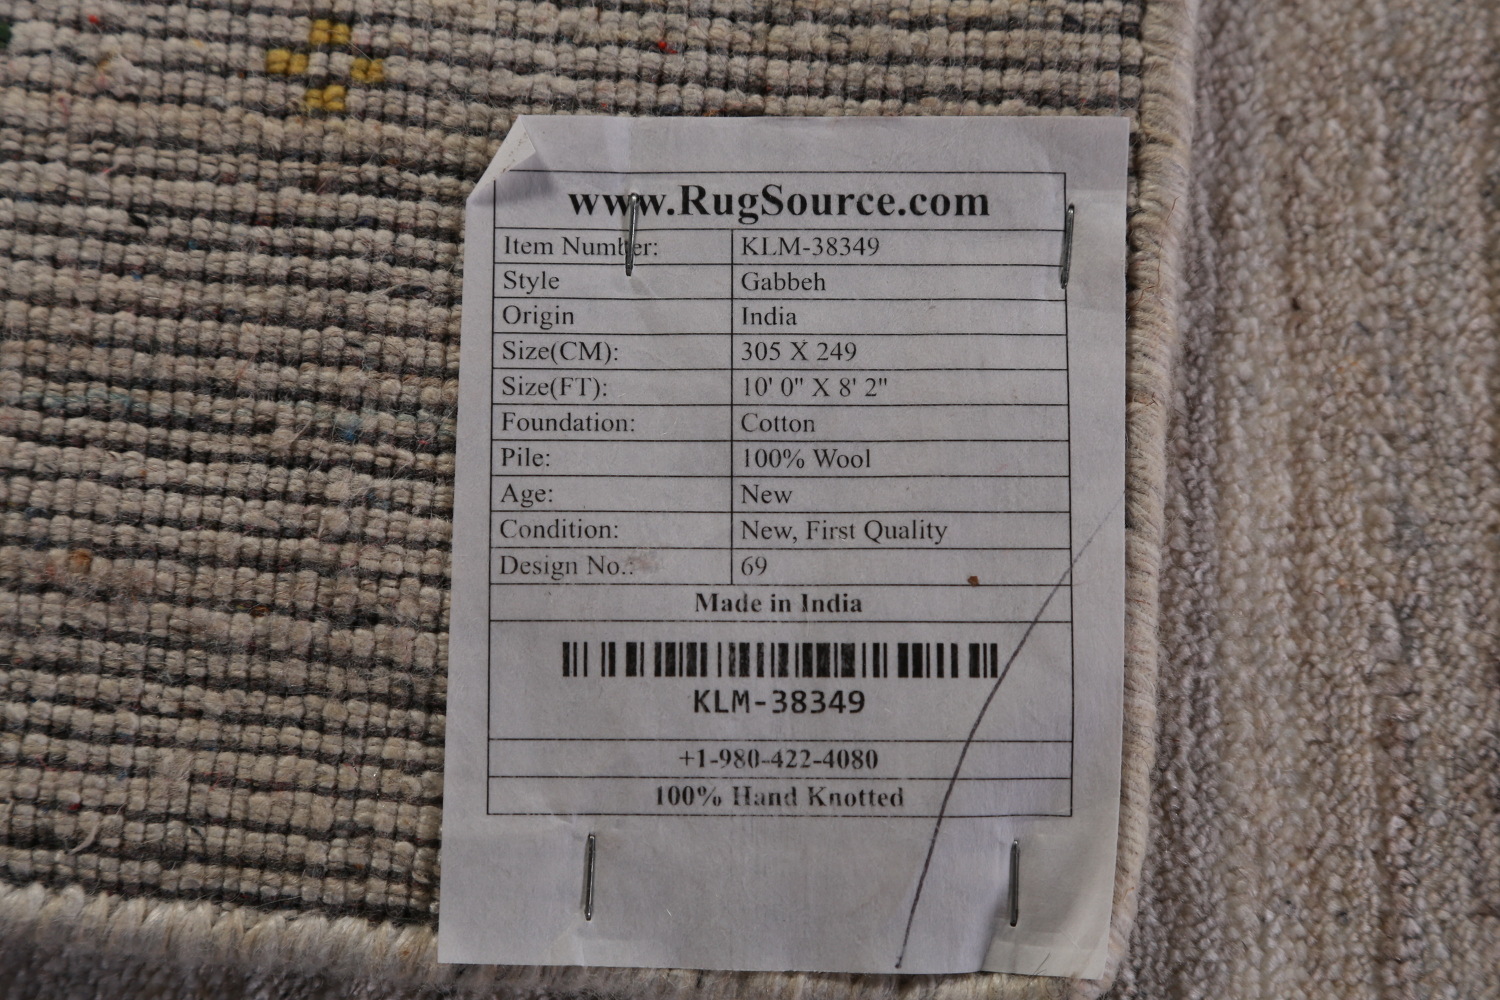 www.RugSource.com
Item Number: KLM-38349
Style Gabbeh
Origin India
Size(CM): 305 X 249
Size(FT): 10' 0" X 8' 2"
Foundation: Cotton
Pile: 100% Wool
Age: New
Condition: New, First Quality
Design No.: 69
Made in India
KLM-38349
+1-980-422-4080
100% Hand Knotted